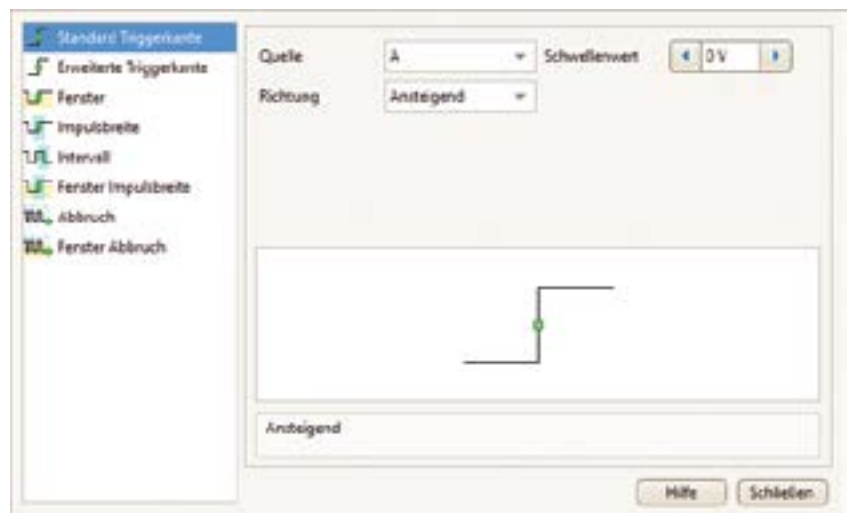 Standard Triggerkante
Erweiterte Triggerkante
Fenster
Impulsbreite
Intervall
Fenster Impulsbreite
Abbruch
Fenster Abbruch
Quelle A Schwellenwert 0 V
Richtung Ansteigend
Ansteigend
Hilfe Schließen